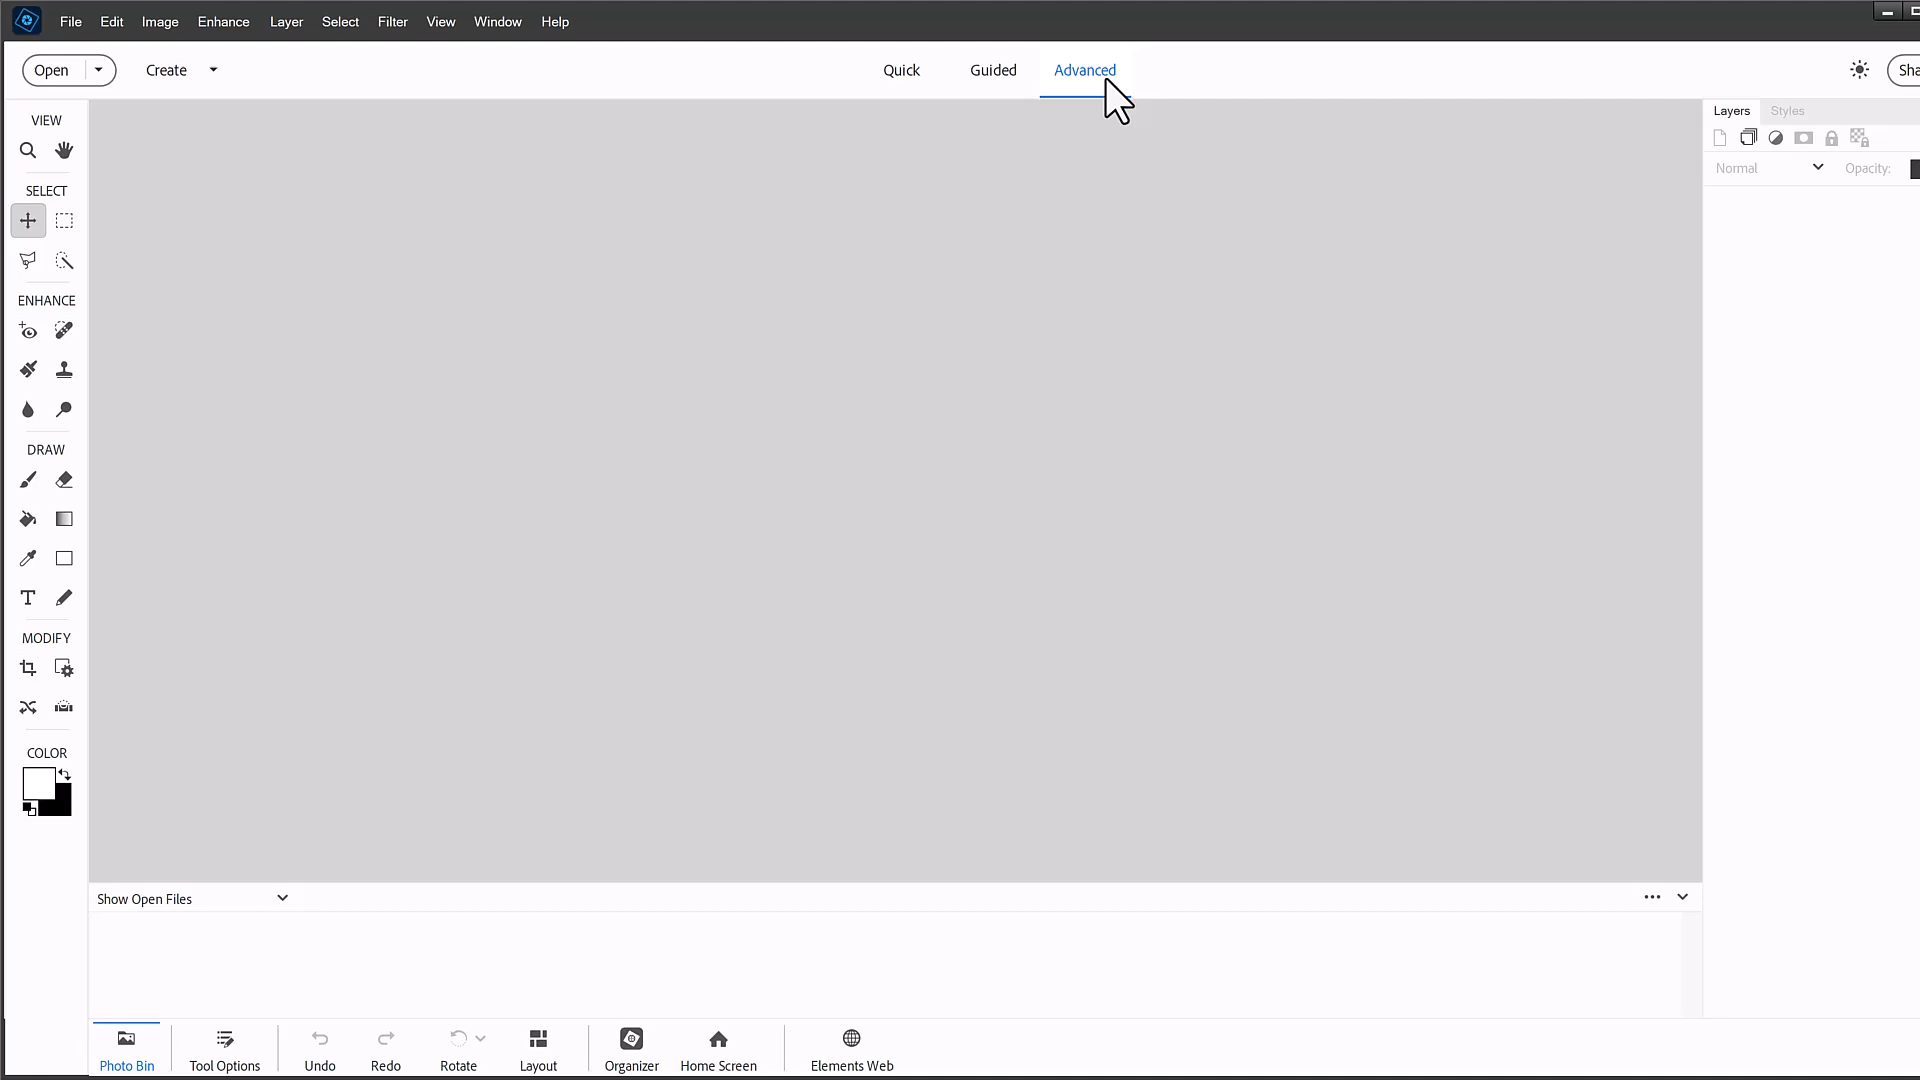 File Edit Image Enhance Layer Select Filter View Window Help
Open Create Quick Guided Advanced
VIEW
SELECT
ENHANCE
DRAW
MODIFY
COLOR
Layers Styles
Normal Opacity:
Show Open Files
Photo Bin Tool Options Undo Redo Rotate Layout Organizer Home Screen Elements Web